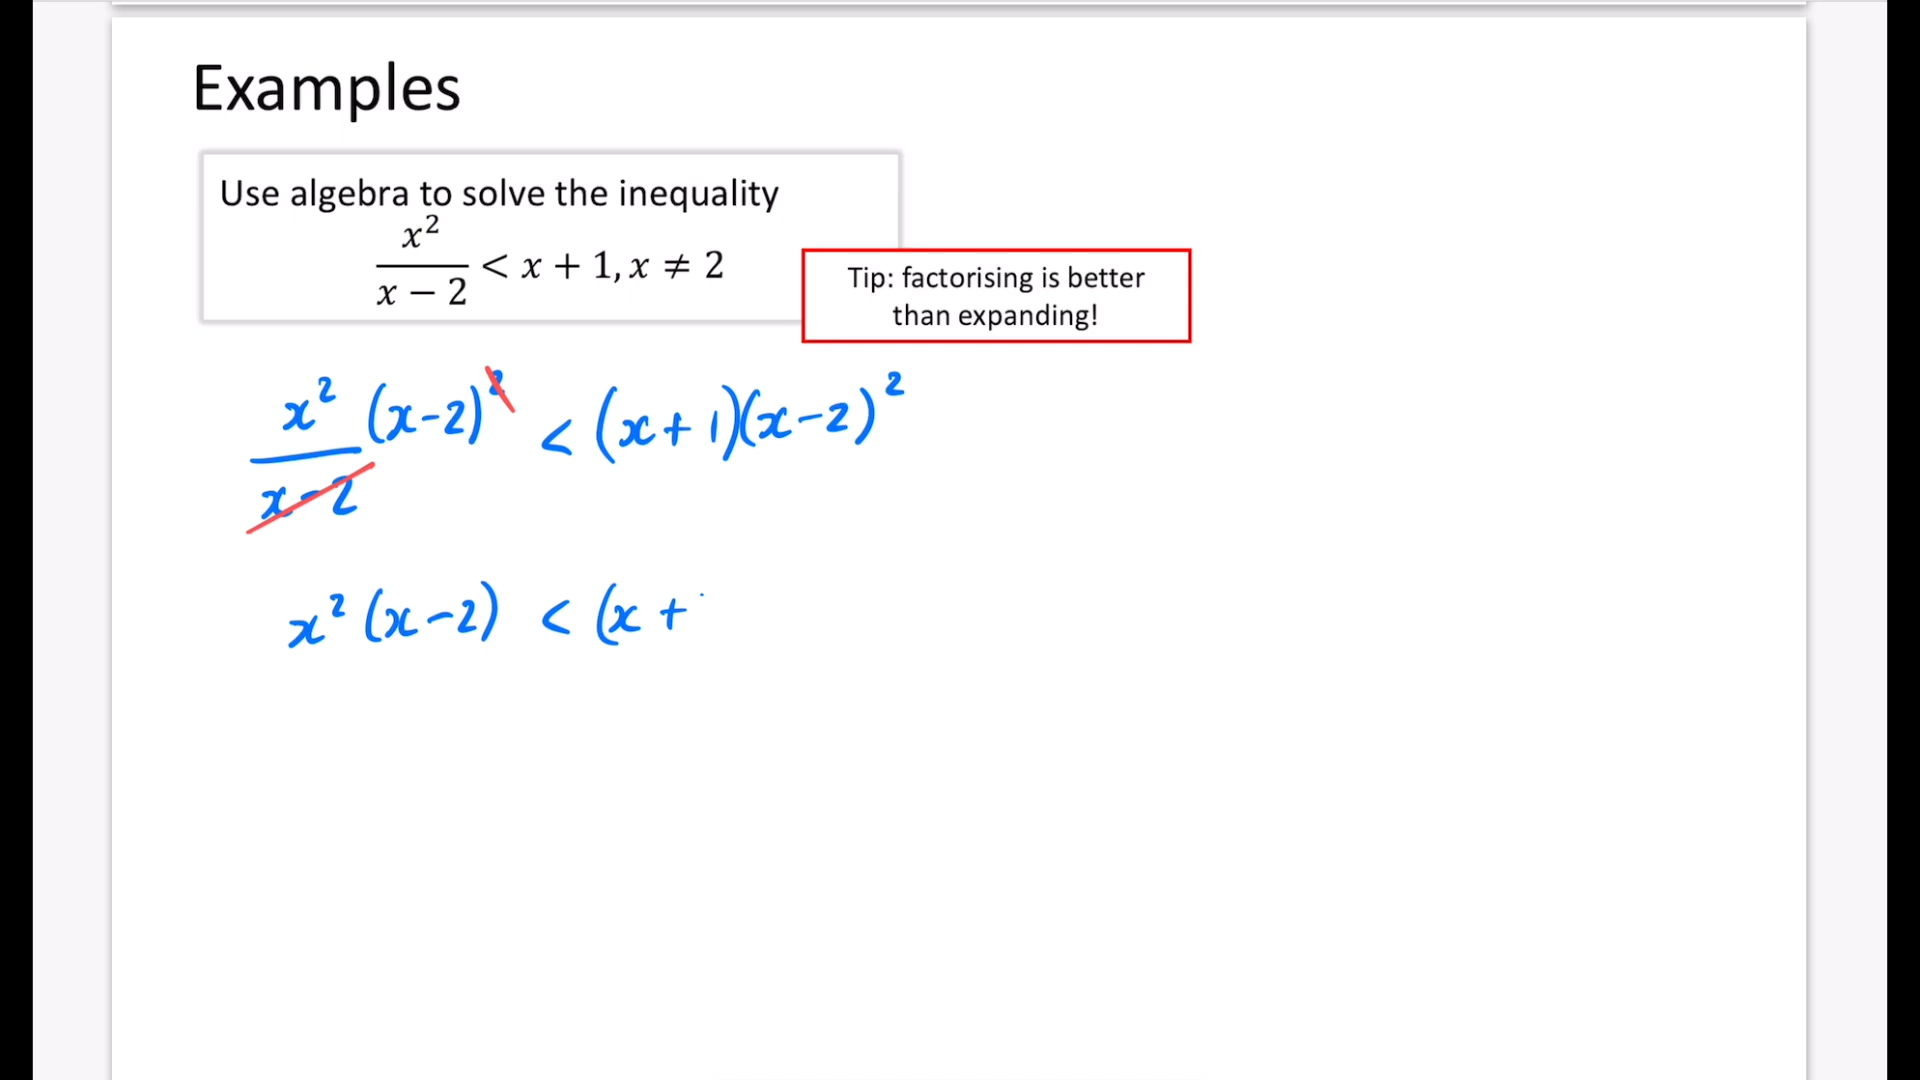 Examples
Use algebra to solve the inequality
x²/(x − 2) < x + 1, x ≠ 2
Tip: factorising is better
than expanding!
x²/(x-2) (x-2)² < (x+1)(x-2)²
x²(x-2) < (x +